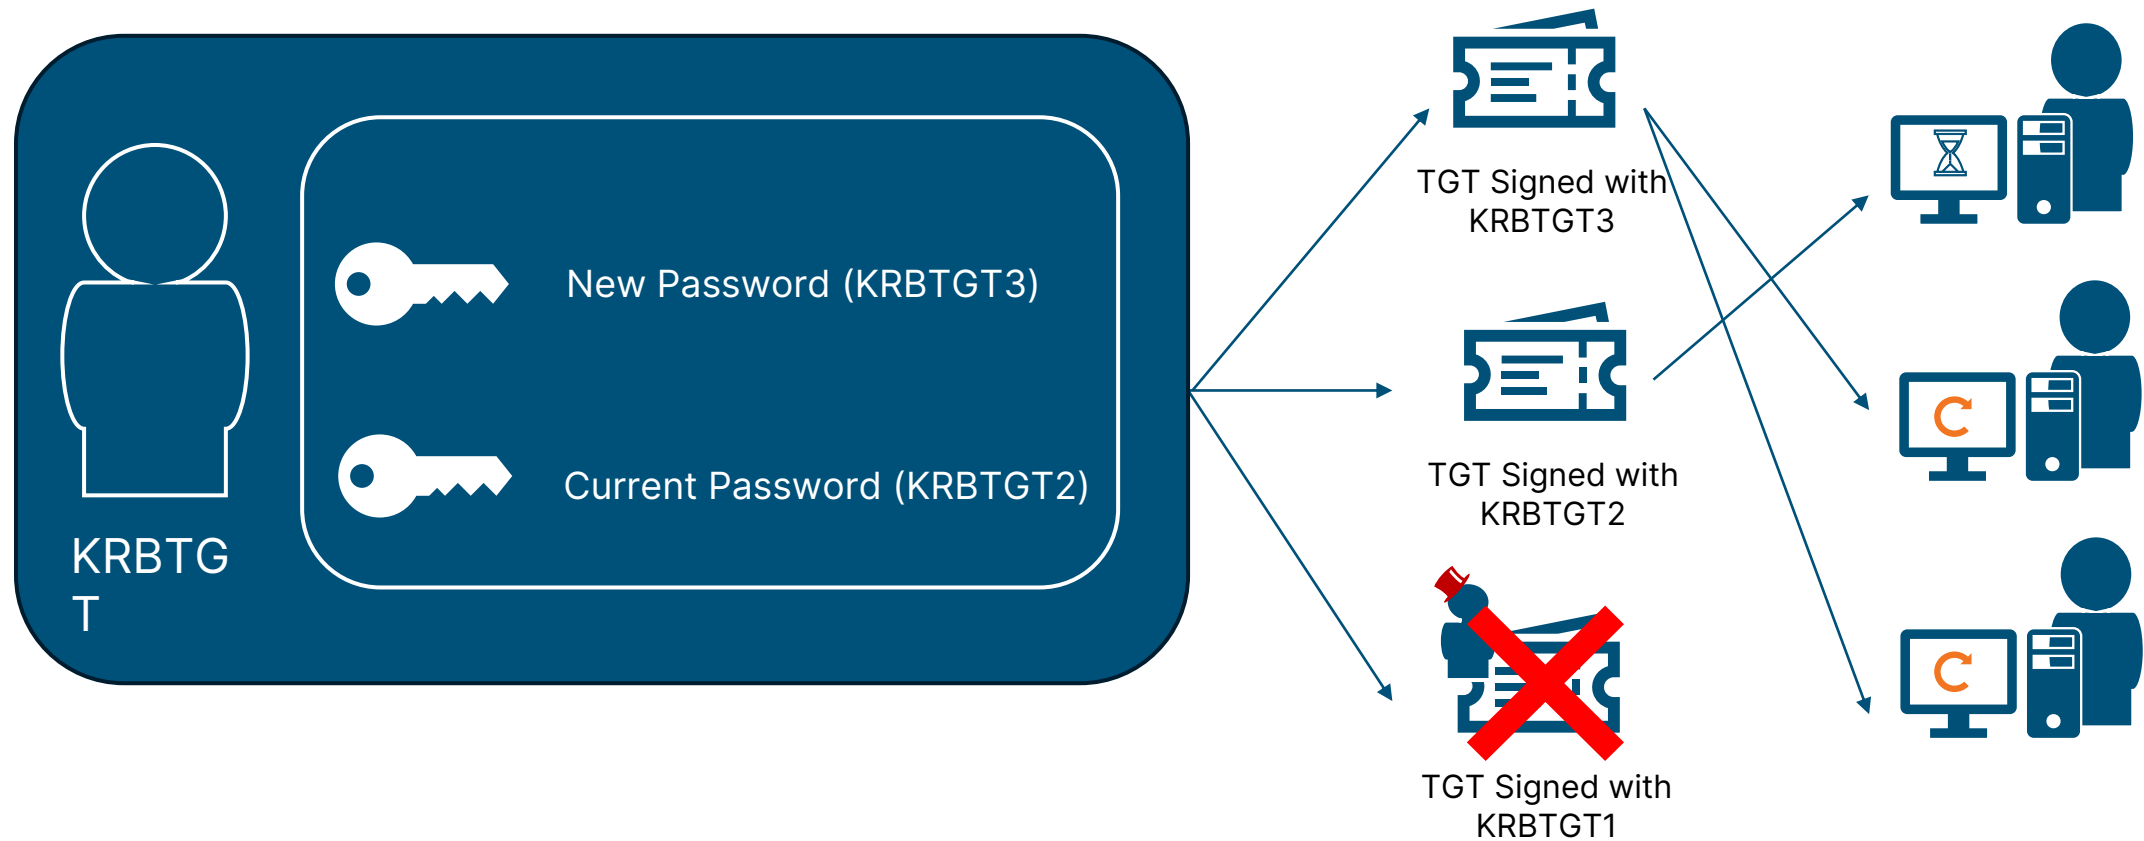 KRBTG
T
New Password (KRBTGT3)
Current Password (KRBTGT2)
TGT Signed with
KRBTGT3
TGT Signed with
KRBTGT2
TGT Signed with
KRBTGT1